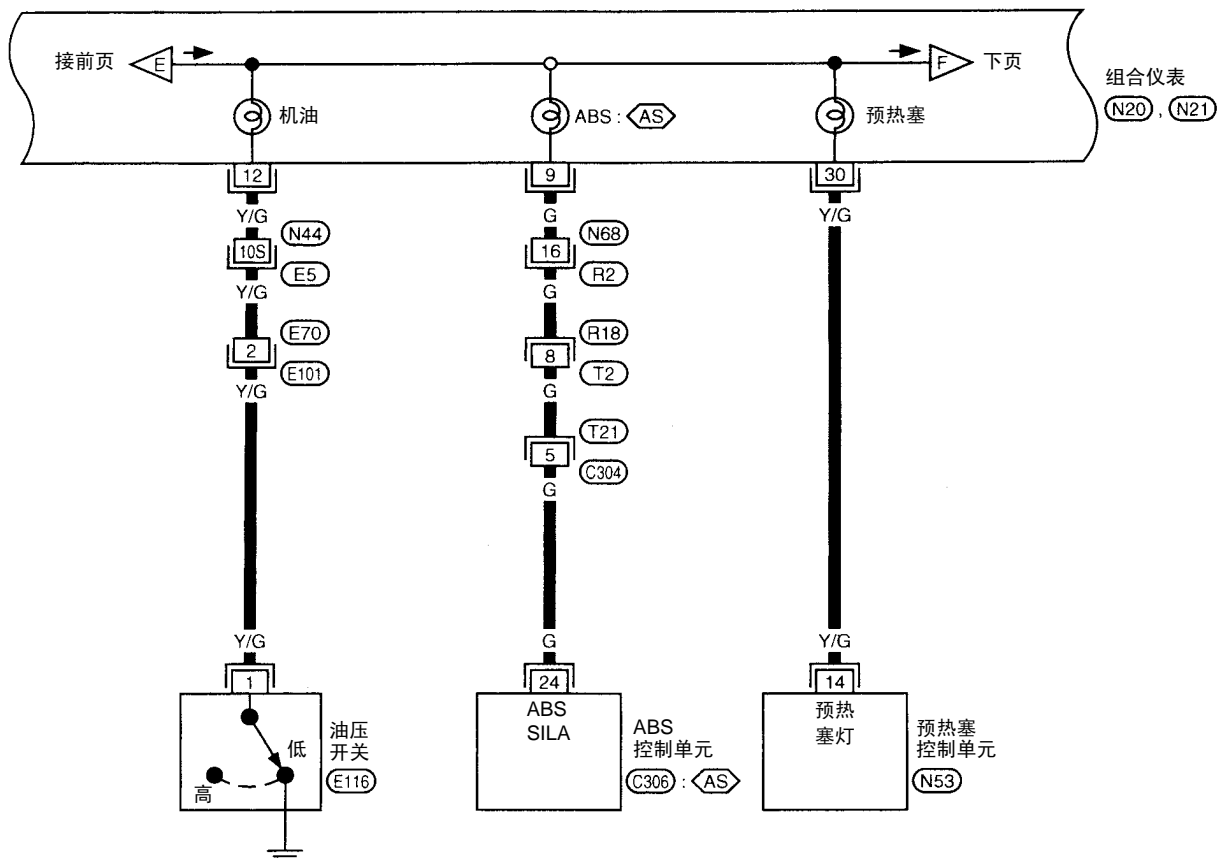 接前页 E F 下页
组合仪表
N20 , N21
机油 ABS : AS 预热塞
12 9 30
Y/G G Y/G
N44 N68
10S 16
E5 R2
Y/G G
E70 R18
2 8
E101 T2
Y/G G
T21
5
C304
G
Y/G G Y/G
1 24 14
油压
开关
E116
低
高
ABS
SILA
ABS
控制单元
C306 : AS
预热
塞灯
预热塞
控制单元
N53